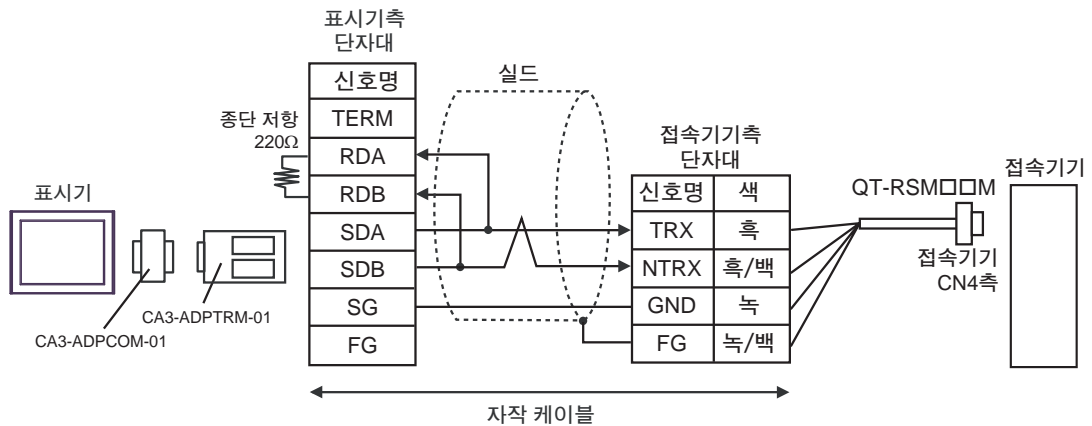 표시기측
단자대
신호명
TERM
RDA
RDB
SDA
SDB
SG
FG
종단 저항
220Ω
실드
표시기
CA3-ADPCOM-01
CA3-ADPTRM-01
접속기기측
단자대
신호명 색
TRX 흑
NTRX 흑/백
GND 녹
FG 녹/백
QT-RSM□□M
접속기기
CN4측
접속기기
자작 케이블